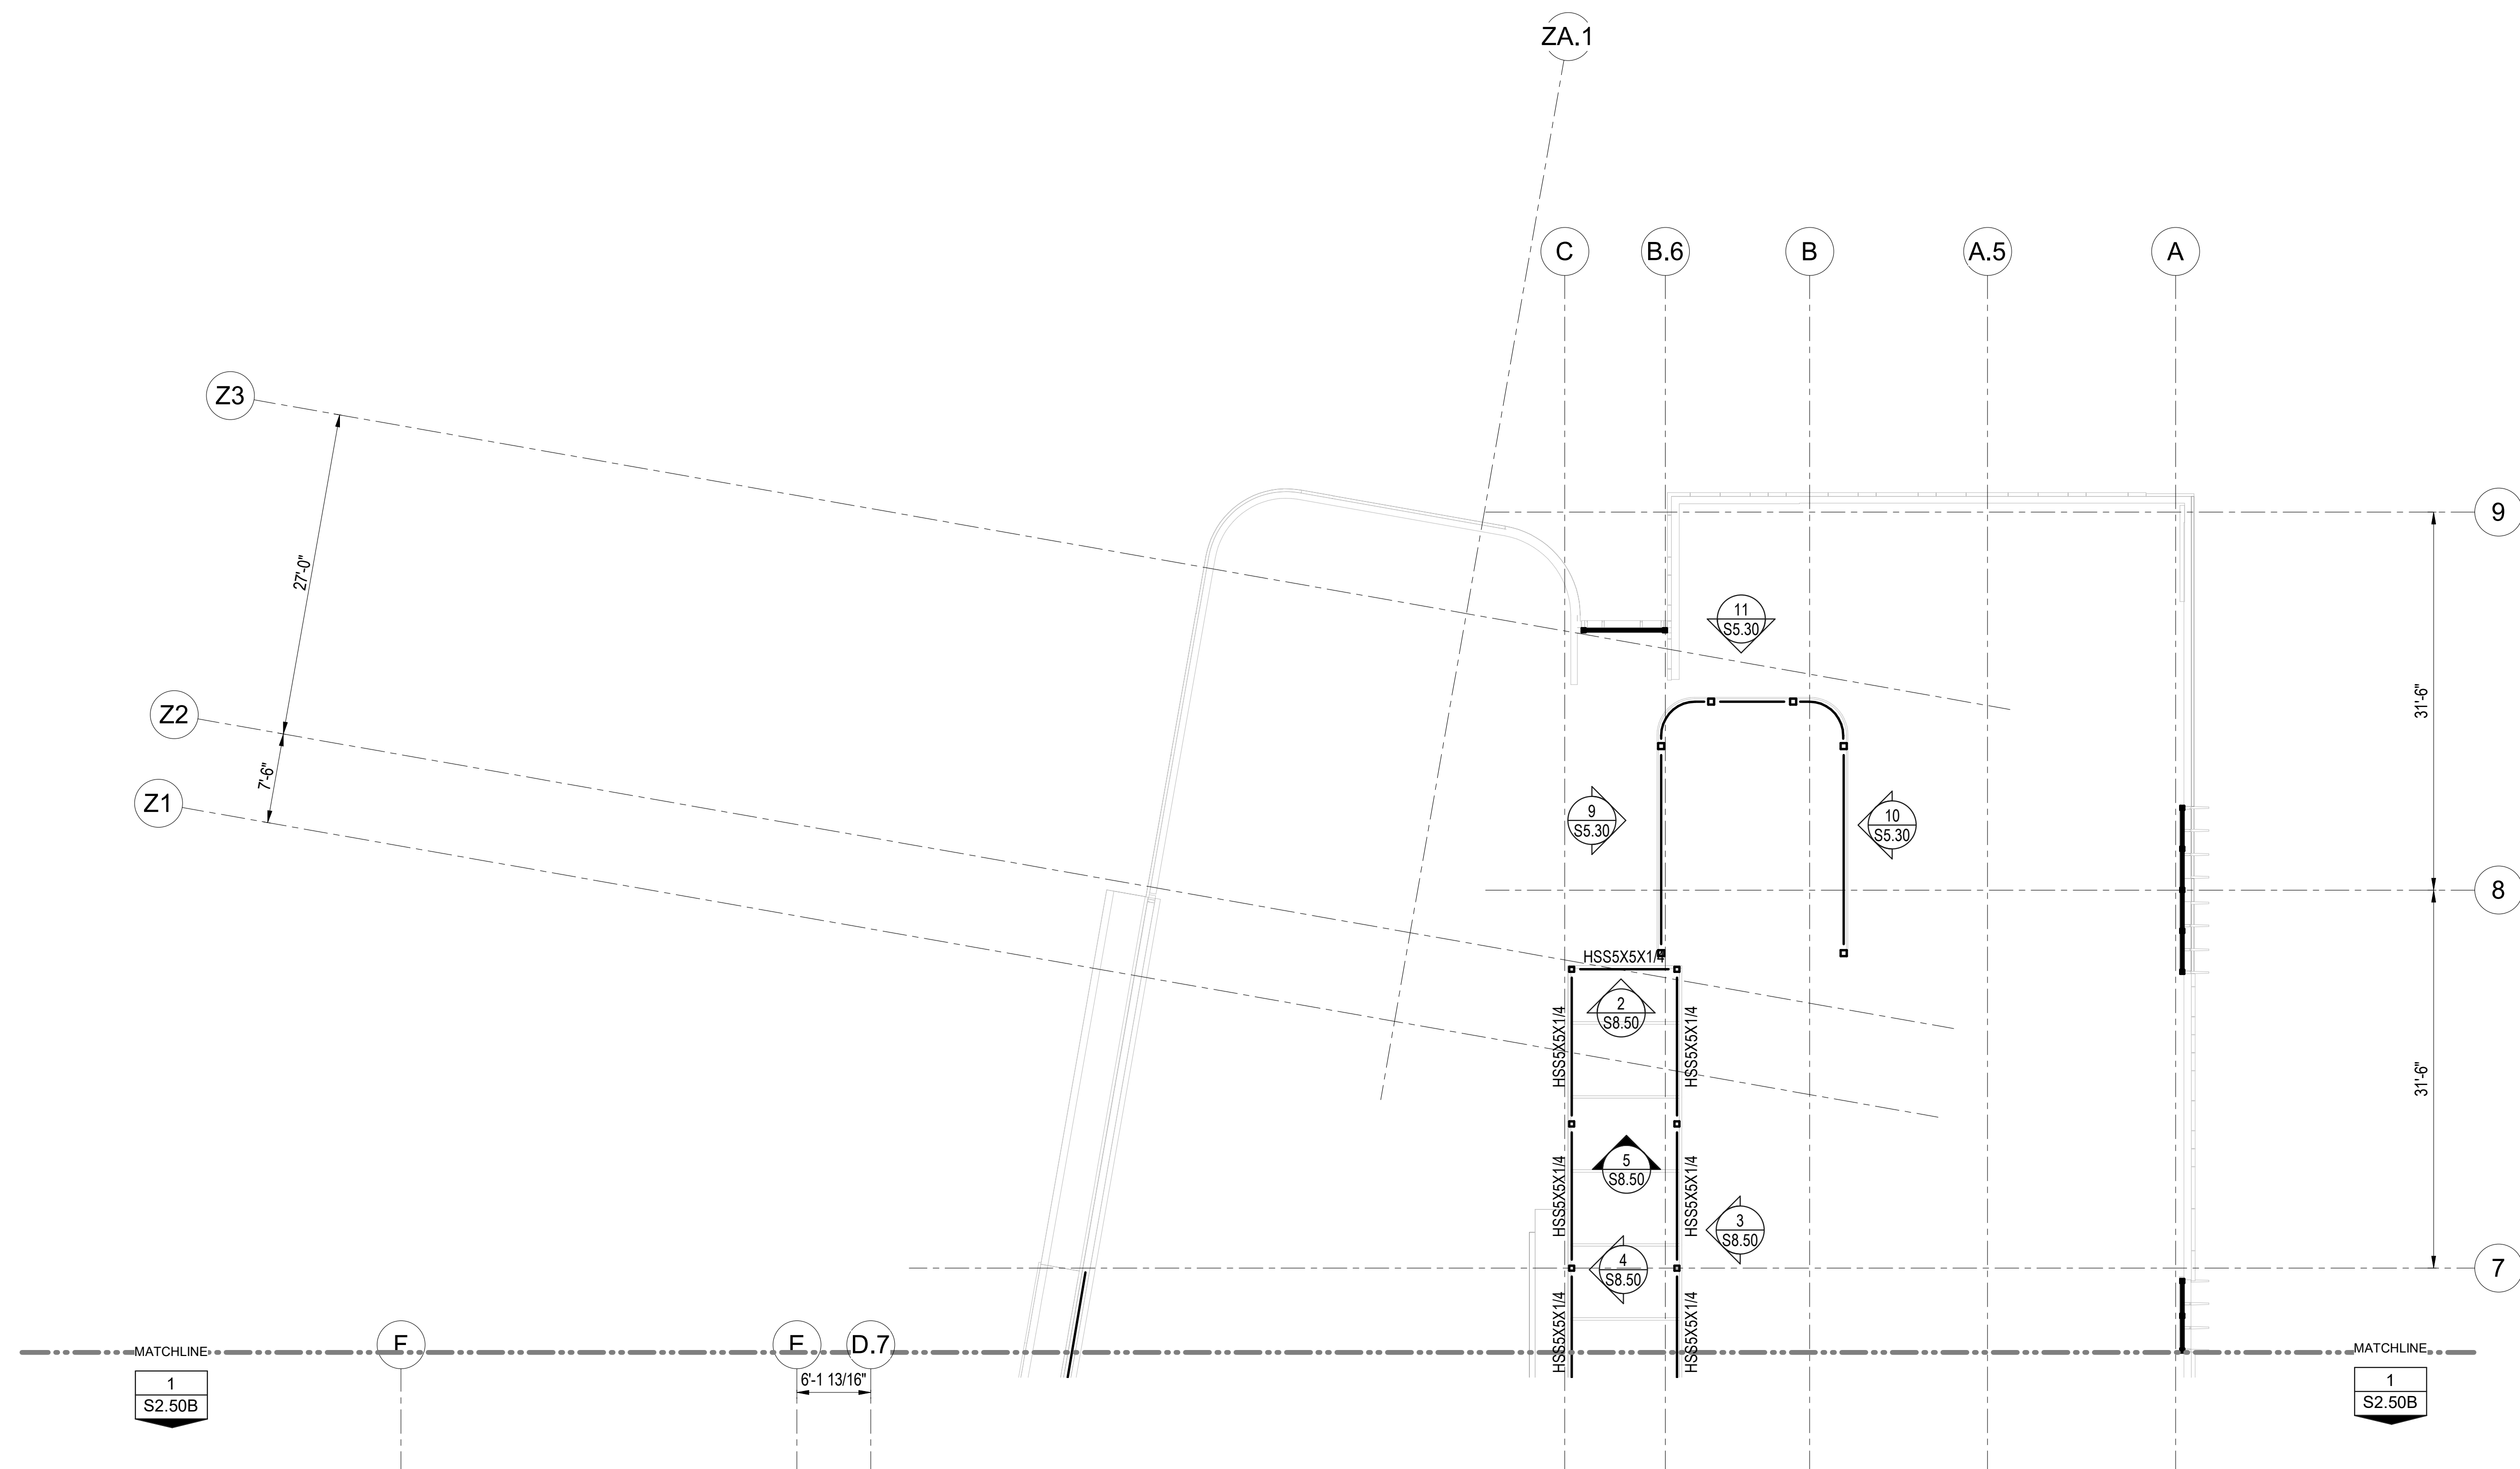 ZA.1
C
B.6
B
A.5
A
Z3
9
27'-0"
11
S5.30
31'-6"
Z2
7'-6"
Z1
9
S5.30
10
S5.30
8
HSS5X5X1/4
2
S8.50
HSS5X5X1/4
HSS5X5X1/4
31'-6"
5
S8.50
HSS5X5X1/4
HSS5X5X1/4
3
S8.50
4
S8.50
7
HSS5X5X1/4
HSS5X5X1/4
F
E
D.7
MATCHLINE
MATCHLINE
6'-1 13/16"
1
S2.50B
1
S2.50B